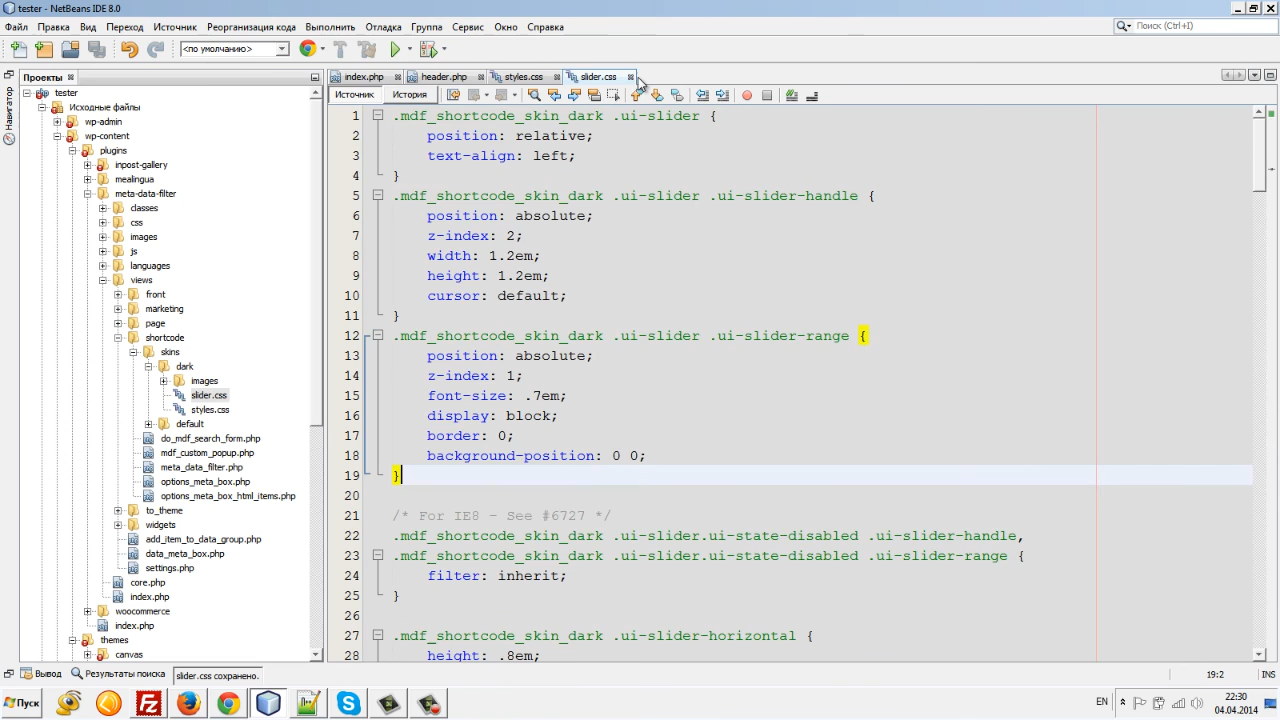 tester - NetBeans IDE 8.0
Файл Правка Вид Переход Источник Реорганизация кода Выполнить Отладка Группа Сервис Окно Справка
Поиск (Ctrl+I)
<по умолчанию>
Проекты
Навигатор
tester
Исходные файлы
wp-admin
wp-content
plugins
inpost-gallery
mealingua
meta-data-filter
classes
css
images
js
languages
views
front
marketing
page
shortcode
skins
dark
images
slider.css
styles.css
default
do_mdf_search_form.php
mdf_custom_popup.php
meta_data_filter.php
options_meta_box.php
options_meta_box_html_items.php
to_theme
widgets
add_item_to_data_group.php
data_meta_box.php
settings.php
core.php
index.php
woocommerce
index.php
themes
canvas
index.php header.php styles.css slider.css
Источник История
1 .mdf_shortcode_skin_dark .ui-slider {
2 position: relative;
3 text-align: left;
4 }
5 .mdf_shortcode_skin_dark .ui-slider .ui-slider-handle {
6 position: absolute;
7 z-index: 2;
8 width: 1.2em;
9 height: 1.2em;
10 cursor: default;
11 }
12 .mdf_shortcode_skin_dark .ui-slider .ui-slider-range {
13 position: absolute;
14 z-index: 1;
15 font-size: .7em;
16 display: block;
17 border: 0;
18 background-position: 0 0;
19 }
20
21 /* For IE8 - See #6727 */
22 .mdf_shortcode_skin_dark .ui-slider.ui-state-disabled .ui-slider-handle,
23 .mdf_shortcode_skin_dark .ui-slider.ui-state-disabled .ui-slider-range {
24 filter: inherit;
25 }
26
27 .mdf_shortcode_skin_dark .ui-slider-horizontal {
28 height: .8em;
Вывод Результаты поиска slider.css сохранено. 19:2 INS
Пуск EN 22:30
04.04.2014